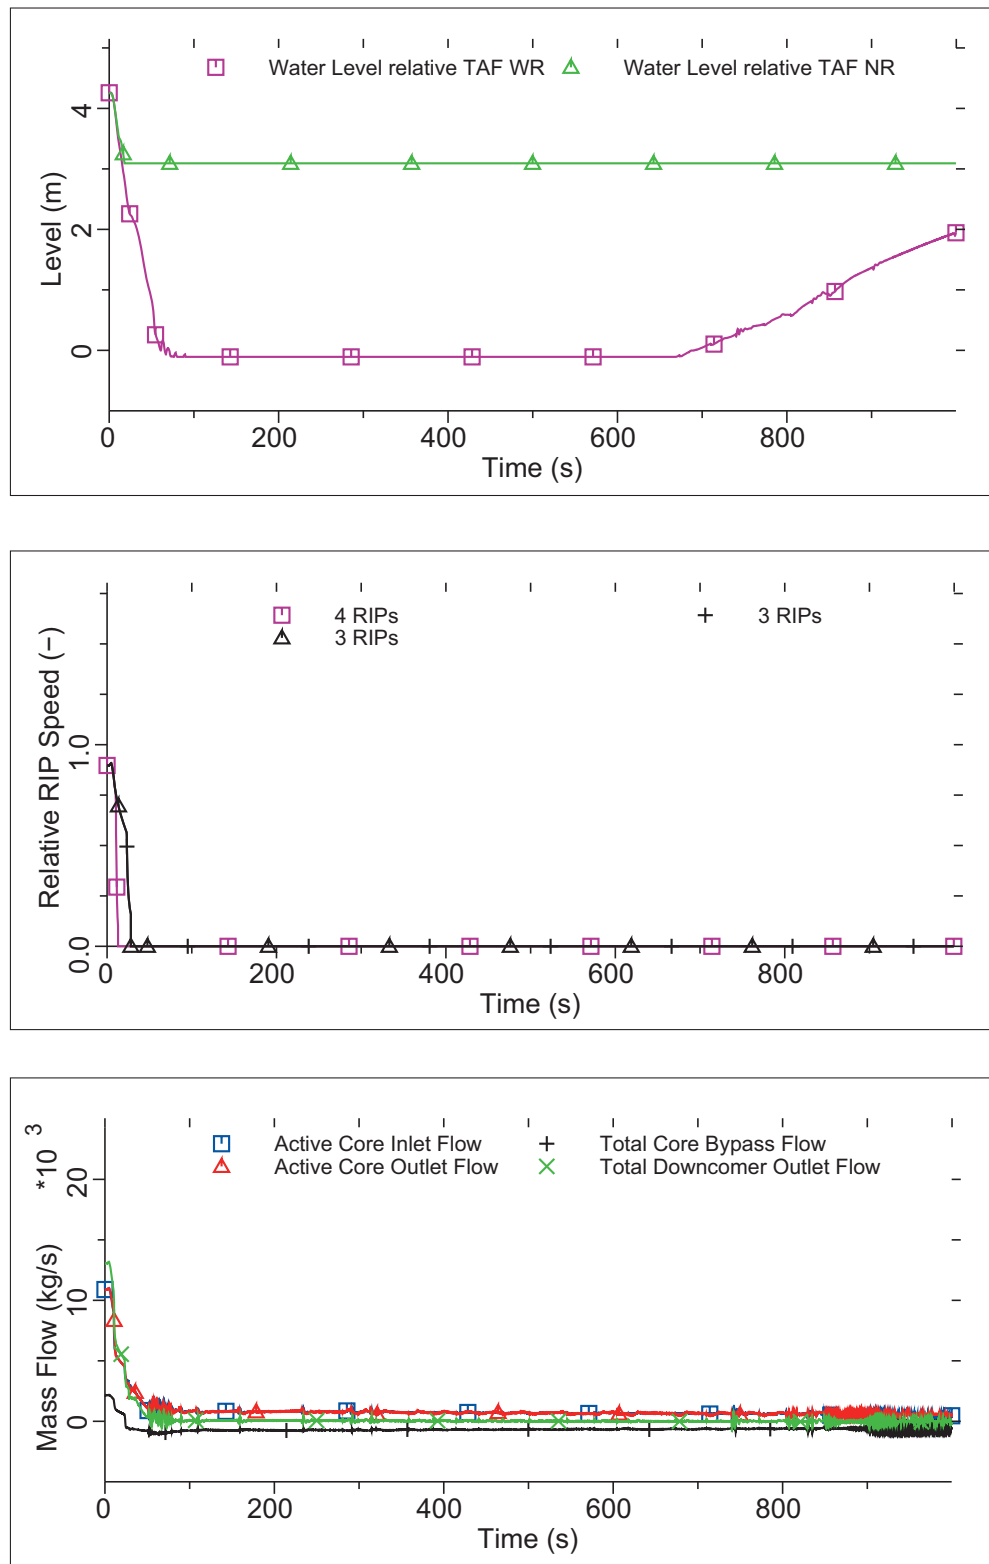 Water Level relative TAF WR
Water Level relative TAF NR
Level (m)
4
2
0
0
200
400
600
800
Time (s)
4 RIPs
3 RIPs
3 RIPs
Relative RIP Speed (−)
1.0
0.0
0
200
400
600
800
Time (s)
Active Core Inlet Flow
Total Core Bypass Flow
Active Core Outlet Flow
Total Downcomer Outlet Flow
Mass Flow (kg/s)
*10 3
20
10
0
0
200
400
600
800
Time (s)